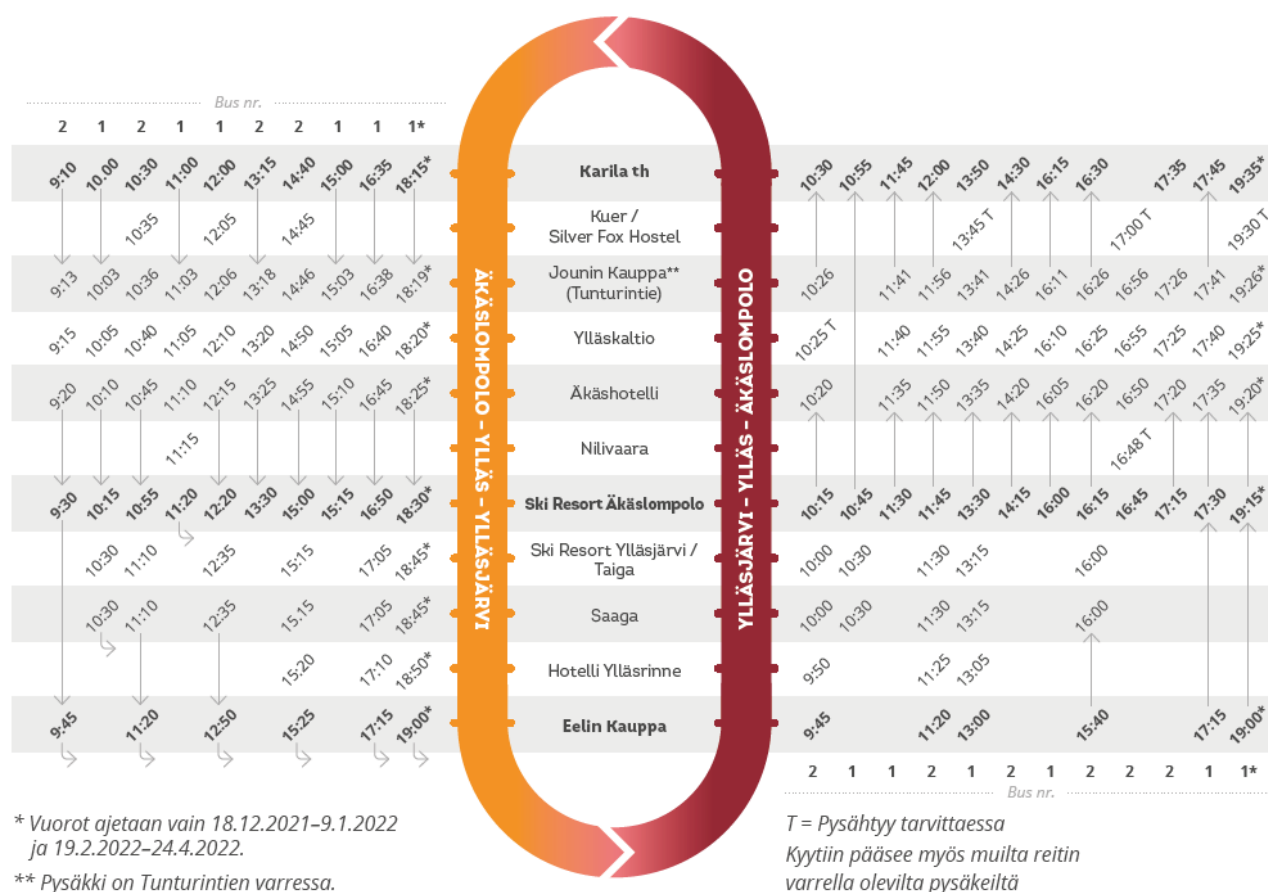 Bus nr.
2 1 2 1 1 2 2 1 1 1*
9:10 10.00 10:30 11:00 12:00 13:15 14:40 15:00 16:35 18:15* Karila th 10:30 10:55 11:45 12:00 13:50 14:30 16:15 16:30 17:35 17:45 19:35*
10:35 12:05 14:45 Kuer / 13:45 T 17:00 T 19:30 T
Silver Fox Hostel
9:13 10:03 10:36 11:03 12:06 13:18 14:46 15:03 16:38 18:19* Jounin Kauppa** 10:26 11:41 11:56 13:41 14:26 16:11 16:26 16:56 17:26 17:41 19:26*
(Tunturintie)
9:15 10:05 10:40 11:05 12:10 13:20 14:50 15:05 16:40 18:20* Ylläskaltio 10:25 T 11:40 11:55 13:40 14:25 16:10 16:25 16:55 17:25 17:40 19:25*
9:20 10:10 10:45 11:10 12:15 13:25 14:55 15:10 16:45 18:25* Äkäshotelli 10:20 11:35 11:50 13:35 14:20 16:05 16:20 16:50 17:20 17:35 19:20*
11:15 Nilivaara 16:48 T
9:30 10:15 10:55 11:20 12:20 13:30 15:00 15:15 16:50 18:30* Ski Resort Äkäslompolo 10:15 10:45 11:30 11:45 13:30 14:15 16:00 16:15 16:45 17:15 17:30 19:15*
10:30 11:10 12:35 15:15 17:05 18:45* Ski Resort Ylläsjärvi / 10:00 10:30 11:30 13:15 16:00
Taiga
10:30 11:10 12:35 15.15 17:05 18:45* Saaga 10:00 10:30 11:30 13:15 16:00
15:20 17:10 18:50* Hotelli Ylläsrinne 9:50 11:25 13:05
9:45 11:20 12:50 15:25 17:15 19:00* Eelin Kauppa 9:45 11:20 13:00 15:40 17:15 19:00*
2 1 1 2 1 2 1 2 2 2 1 1*
Bus nr.
ÄKÄSLOMPOLO - YLLÄS - YLLÄSJÄRVI
YLLÄSJÄRVI - YLLÄS - ÄKÄSLOMPOLO
* Vuorot ajetaan vain 18.12.2021–9.1.2022
ja 19.2.2022–24.4.2022.
** Pysäkki on Tunturintien varressa.
T = Pysähtyy tarvittaessa
Kyytiin pääsee myös muilta reitin
varrella olevilta pysäkeiltä